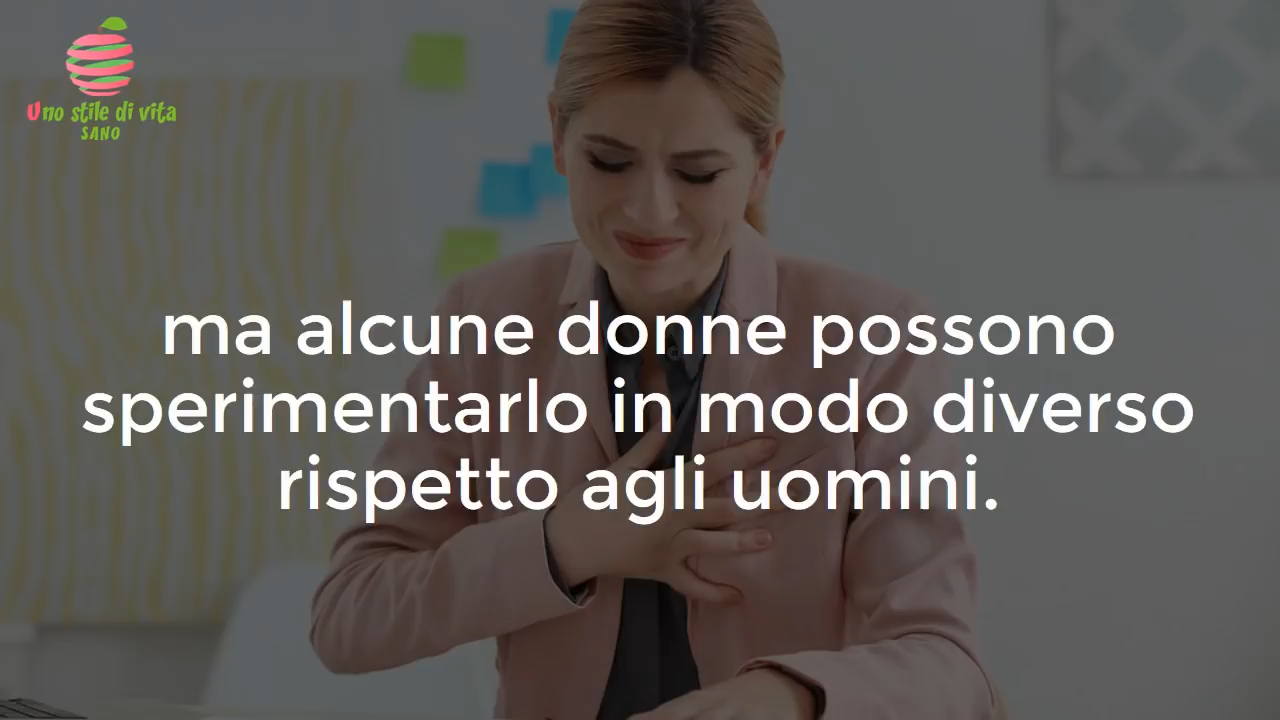 Uno stile di vita
SANO
ma alcune donne possono
sperimentarlo in modo diverso
rispetto agli uomini.